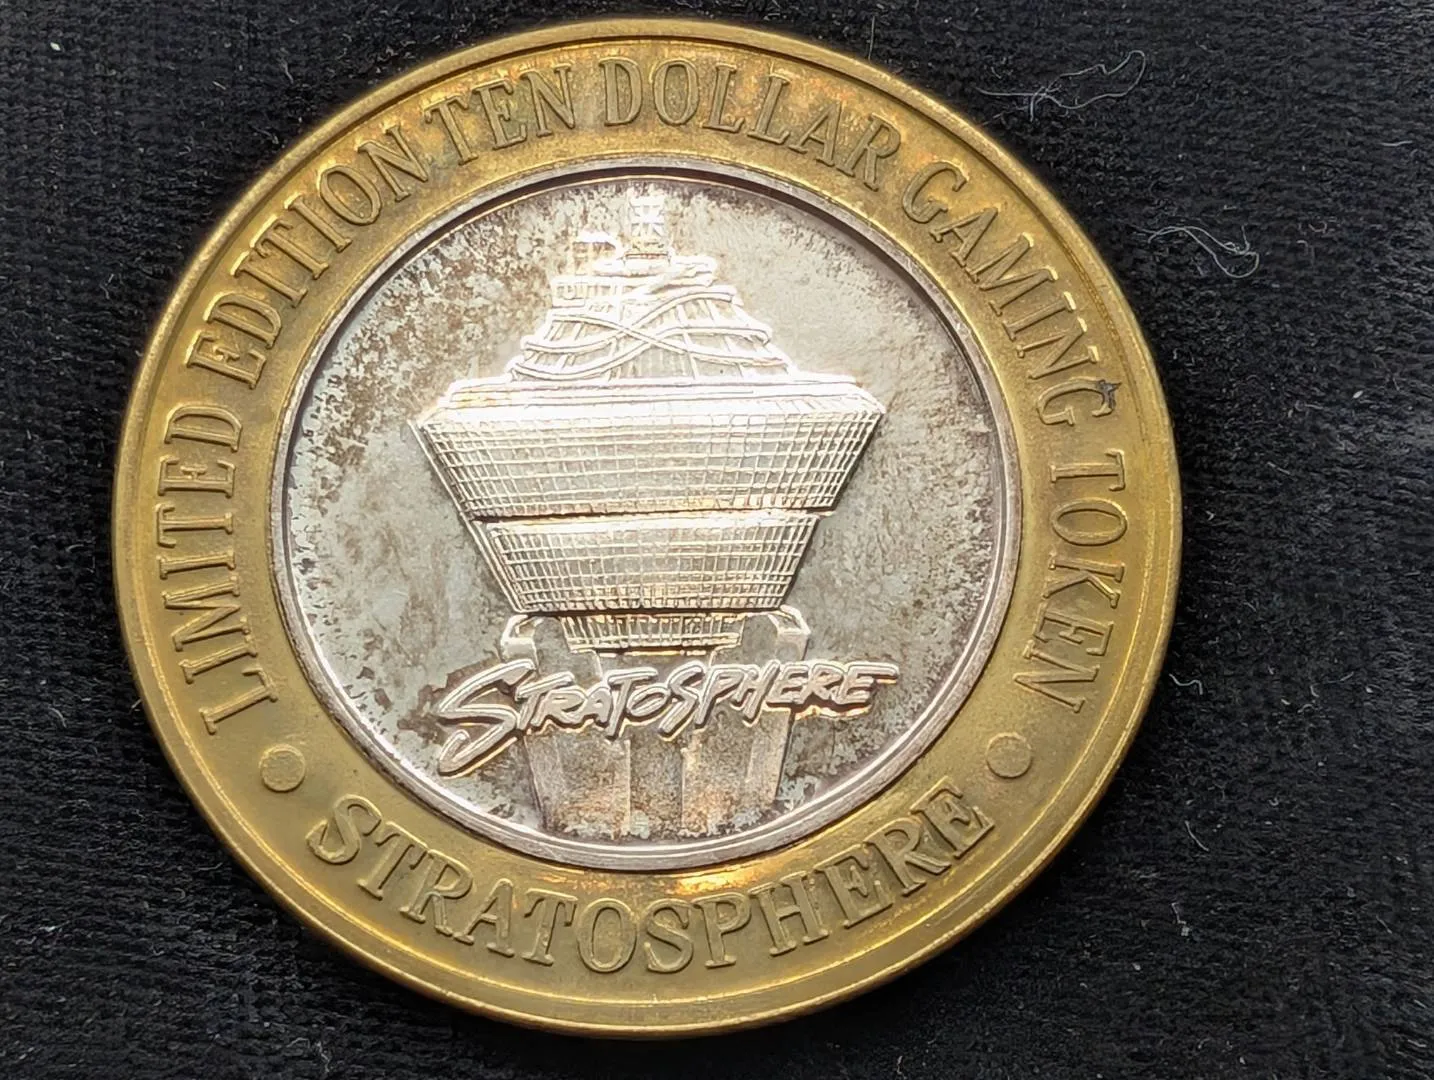 LIMITED EDITION TEN DOLLAR GAMING TOKEN
STRATOSPHERE
• STRATOSPHERE •